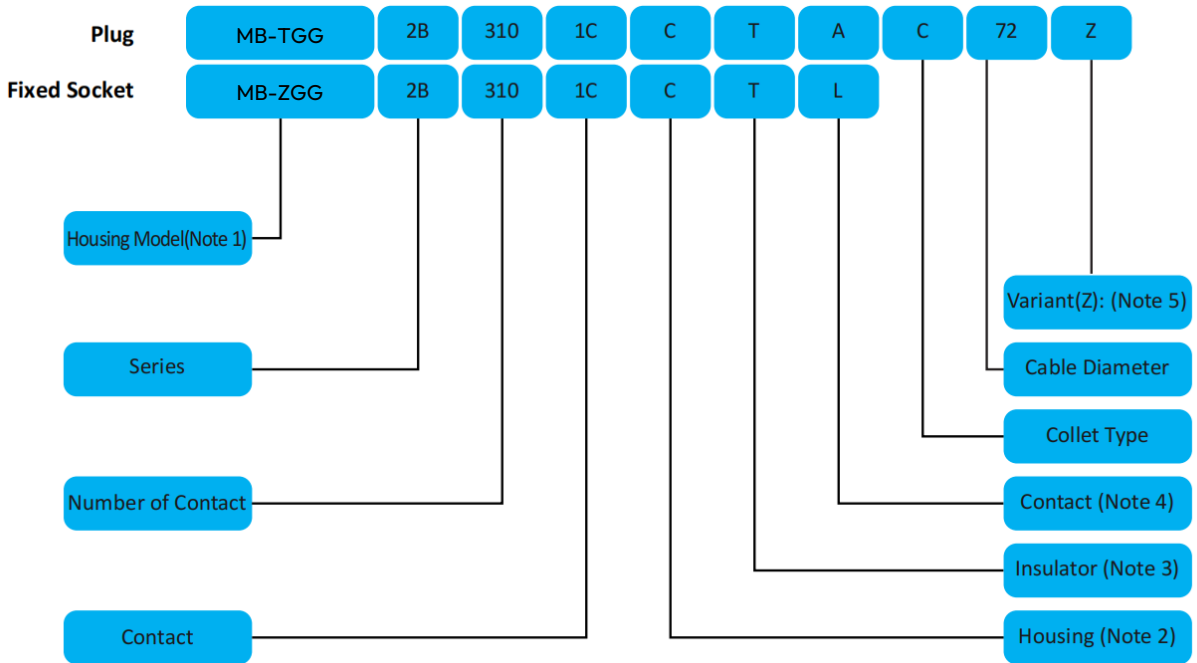 Plug MB-TGG 2B 310 1C C T A C 72 Z
Fixed Socket MB-ZGG 2B 310 1C C T L
Housing Model(Note 1)
Variant(Z): (Note 5)
Series
Cable Diameter
Collet Type
Number of Contact
Contact (Note 4)
Insulator (Note 3)
Contact
Housing (Note 2)